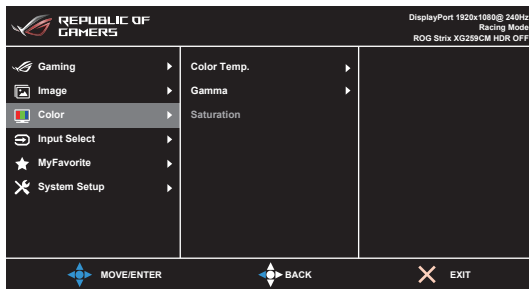 REPUBLIC OF
GAMERS
DisplayPort 1920x1080@ 240Hz
Racing Mode
ROG Strix XG259CM HDR OFF
Gaming
Image
Color
Input Select
MyFavorite
System Setup
Color Temp.
Gamma
Saturation
MOVE/ENTER
BACK
EXIT